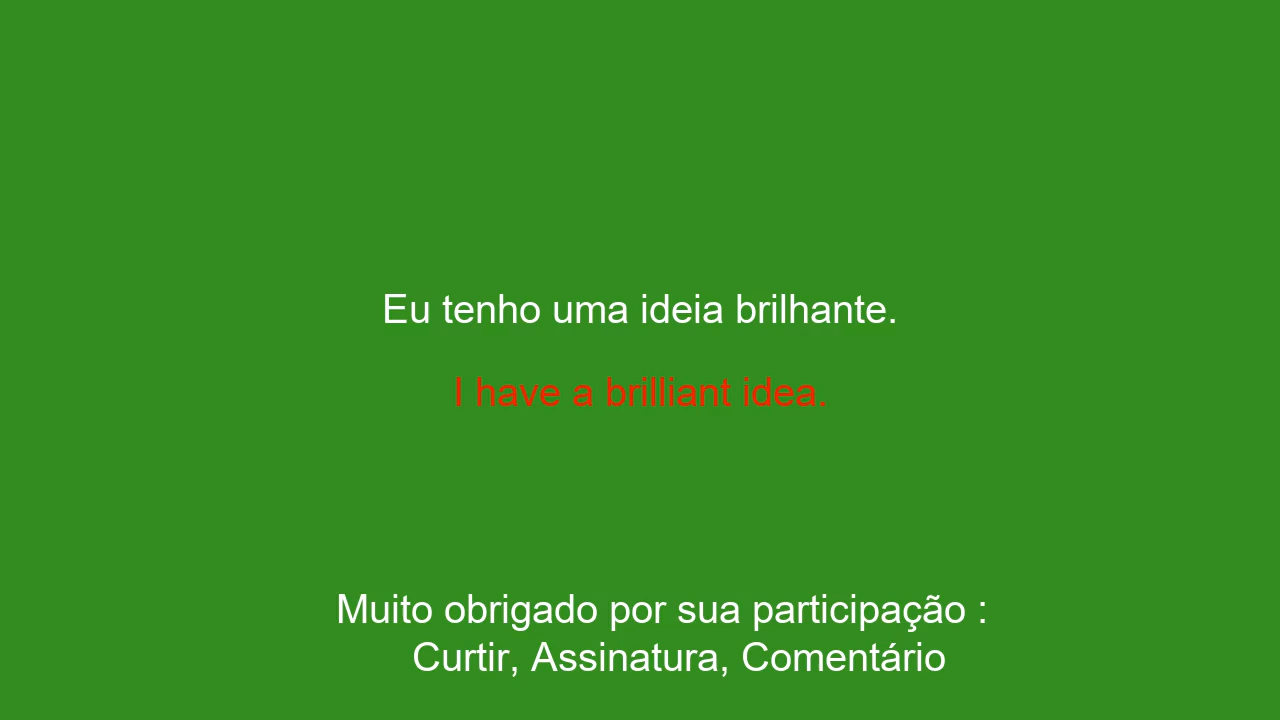 Eu tenho uma ideia brilhante.
I have a brilliant idea.
Muito obrigado por sua participação :
Curtir, Assinatura, Comentário